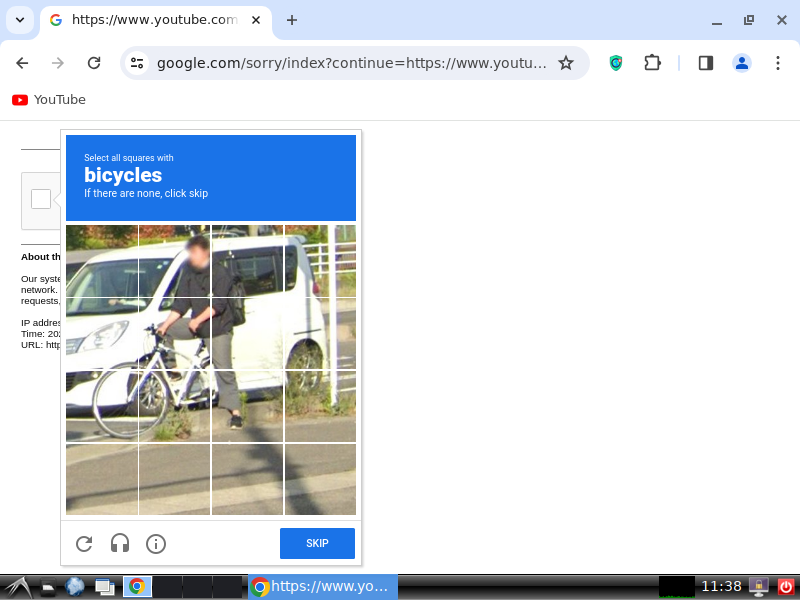 https://www.youtube.com
google.com/sorry/index?continue=https://www.youtu...
YouTube
Select all squares with
bicycles
If there are none, click skip
About th
Our syste
network.
requests,
IP addres
Time: 202
URL: http
SKIP
https://www.yo...
11:38